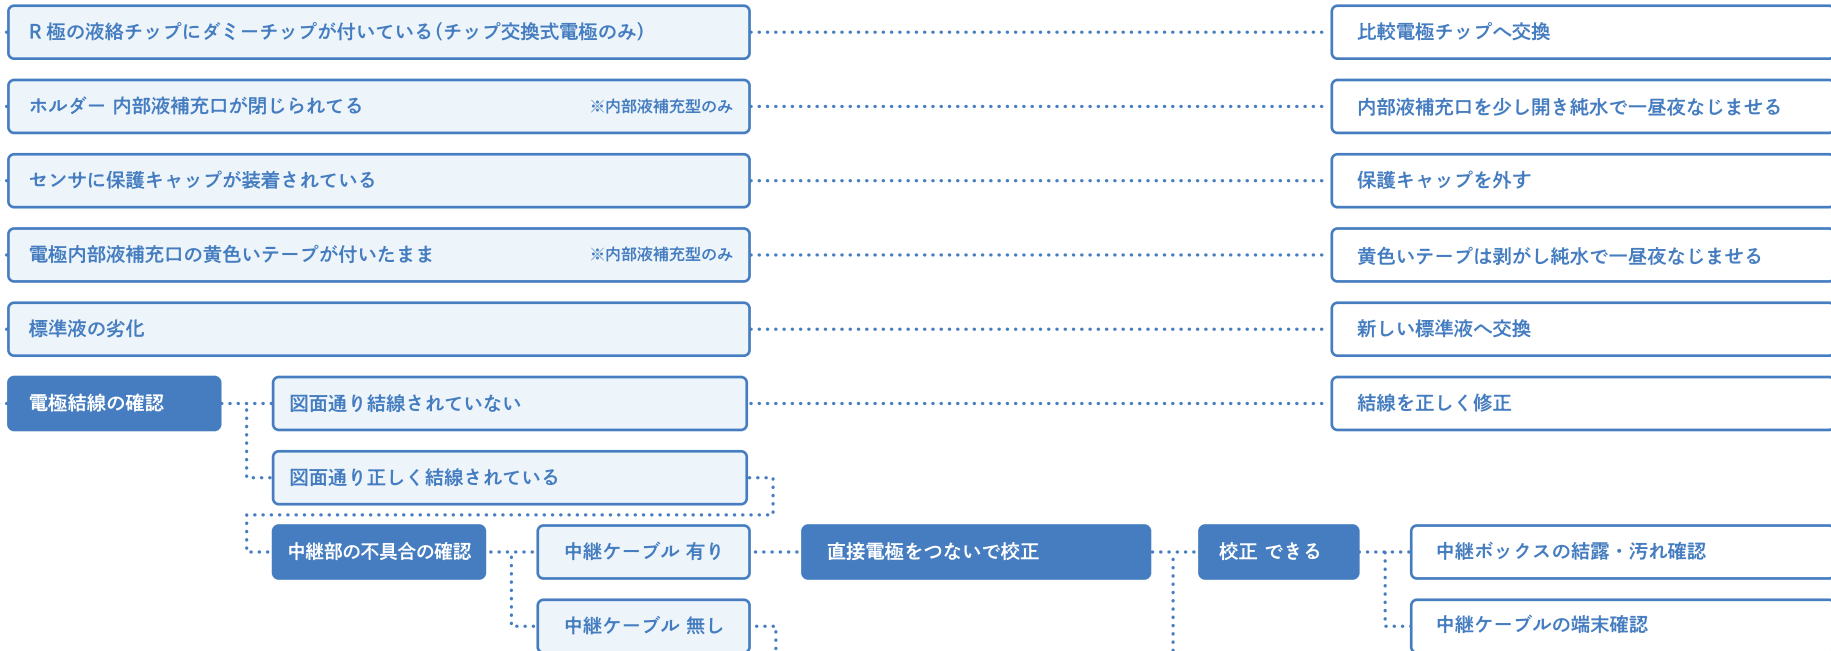 R 極の液絡チップにダミーチップが付いている(チップ交換式電極のみ)
比較電極チップへ交換
ホルダー 内部液補充口が閉じられてる
※内部液補充型のみ
内部液補充口を少し開き純水で一昼夜なじませる
センサに保護キャップが装着されている
保護キャップを外す
電極内部液補充口の黄色いテープが付いたまま
※内部液補充型のみ
黄色いテープは剥がし純水で一昼夜なじませる
標準液の劣化
新しい標準液へ交換
電極結線の確認
図面通り結線されていない
結線を正しく修正
図面通り正しく結線されている
中継部の不具合の確認
中継ケーブル 有り
直接電極をつないで校正
校正 できる
中継ボックスの結露・汚れ確認
中継ケーブル 無し
中継ケーブルの端末確認